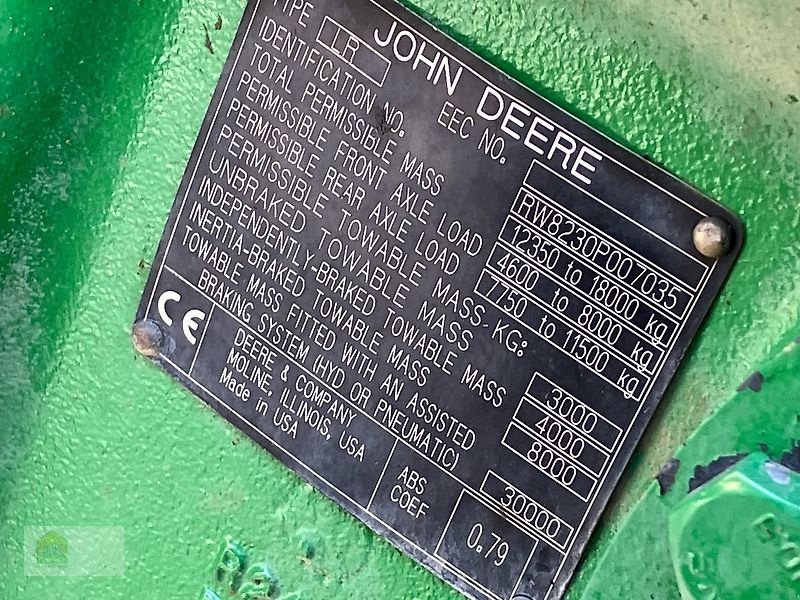 JOHN DEERE
TYPE LR EEC NO.
IDENTIFICATION NO. RW8230P007035
TOTAL PERMISSIBLE MASS 12350 to 18000 kg
PERMISSIBLE FRONT AXLE LOAD 4600 to 8000 kg
PERMISSIBLE REAR AXLE LOAD 7750 to 11500 kg
PERMISSIBLE TOWABLE MASS-KG:
UNBRAKED TOWABLE MASS 3000
INDEPENDENTLY-BRAKED TOWABLE MASS 4000
INERTIA-BRAKED TOWABLE MASS 8000
TOWABLE MASS FITTED WITH AN ASSISTED
BRAKING SYSTEM (HYD OR PNEUMATIC) 30000
CE
DEERE & COMPANY
MOLINE, ILLINOIS, USA
Made in USA
ABS
COEF
0.79